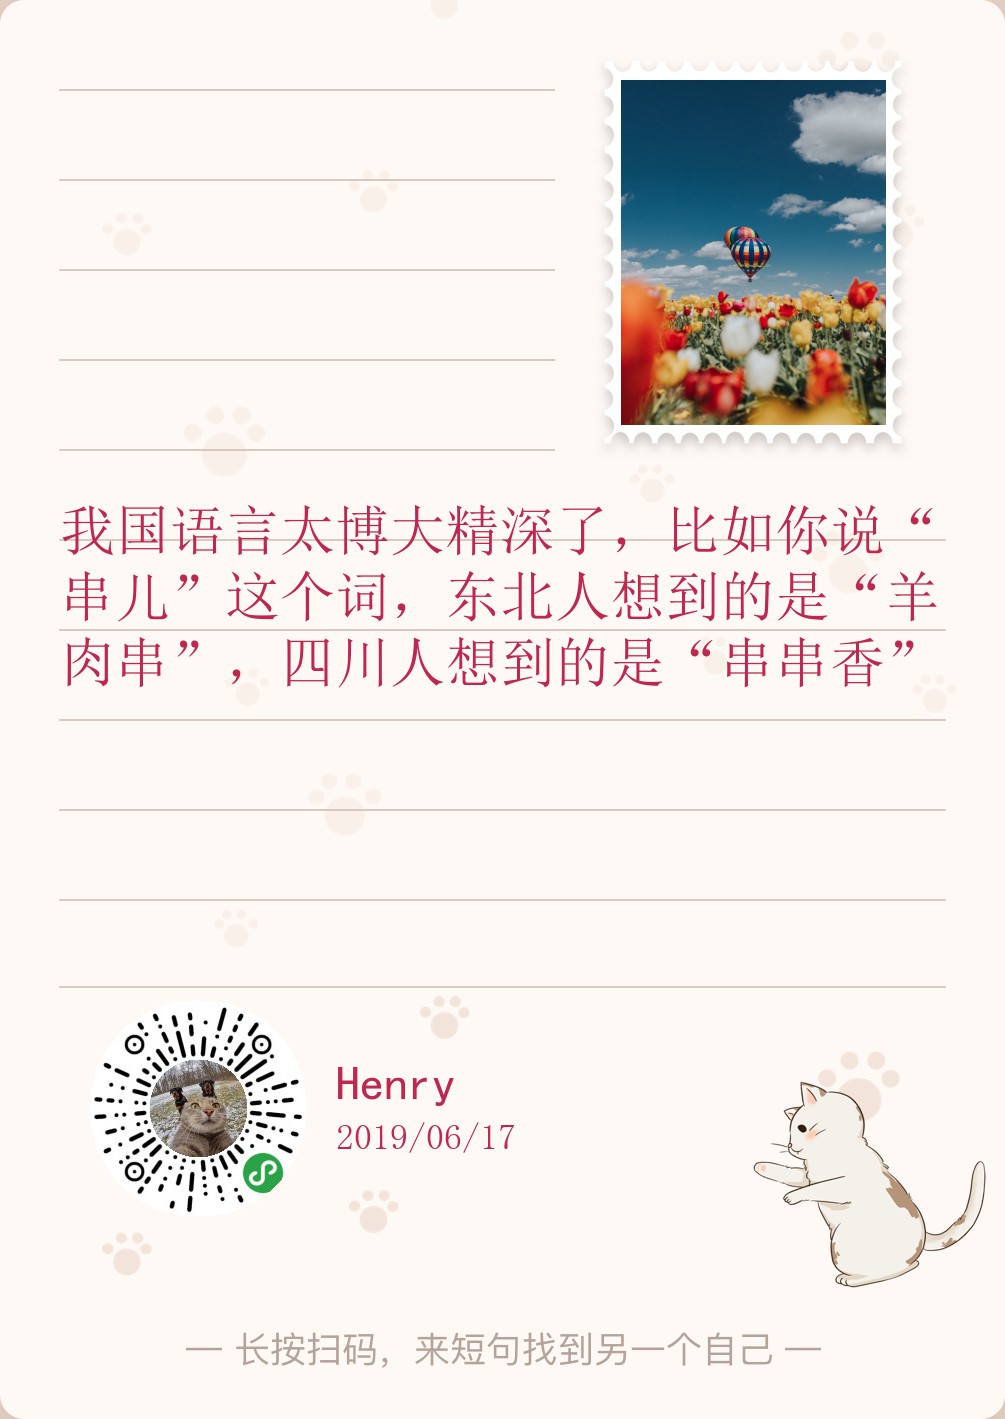 我国语言太博大精深了，比如你说“
串儿”这个词，东北人想到的是“羊
肉串”，四川人想到的是“串串香”
Henry
2019/06/17
— 长按扫码，来短句找到另一个自己 —